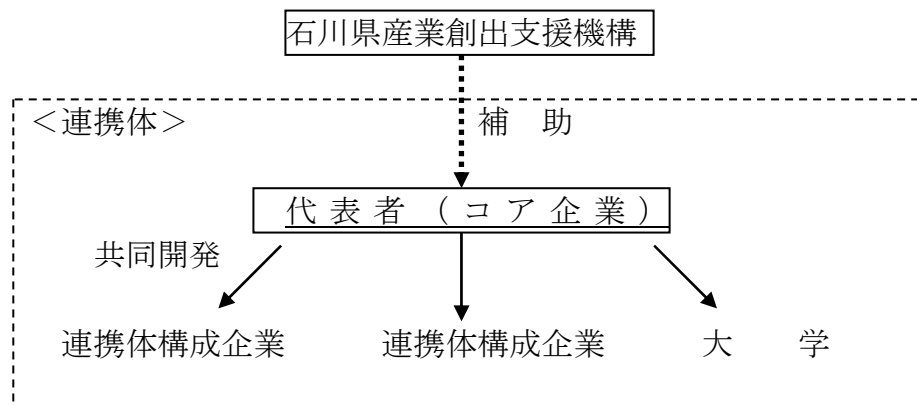 石川県産業創出支援機構
＜連携体＞
補　助
代 表 者 （ コ ア 企 業 ）
共同開発
連携体構成企業　連携体構成企業　大　学